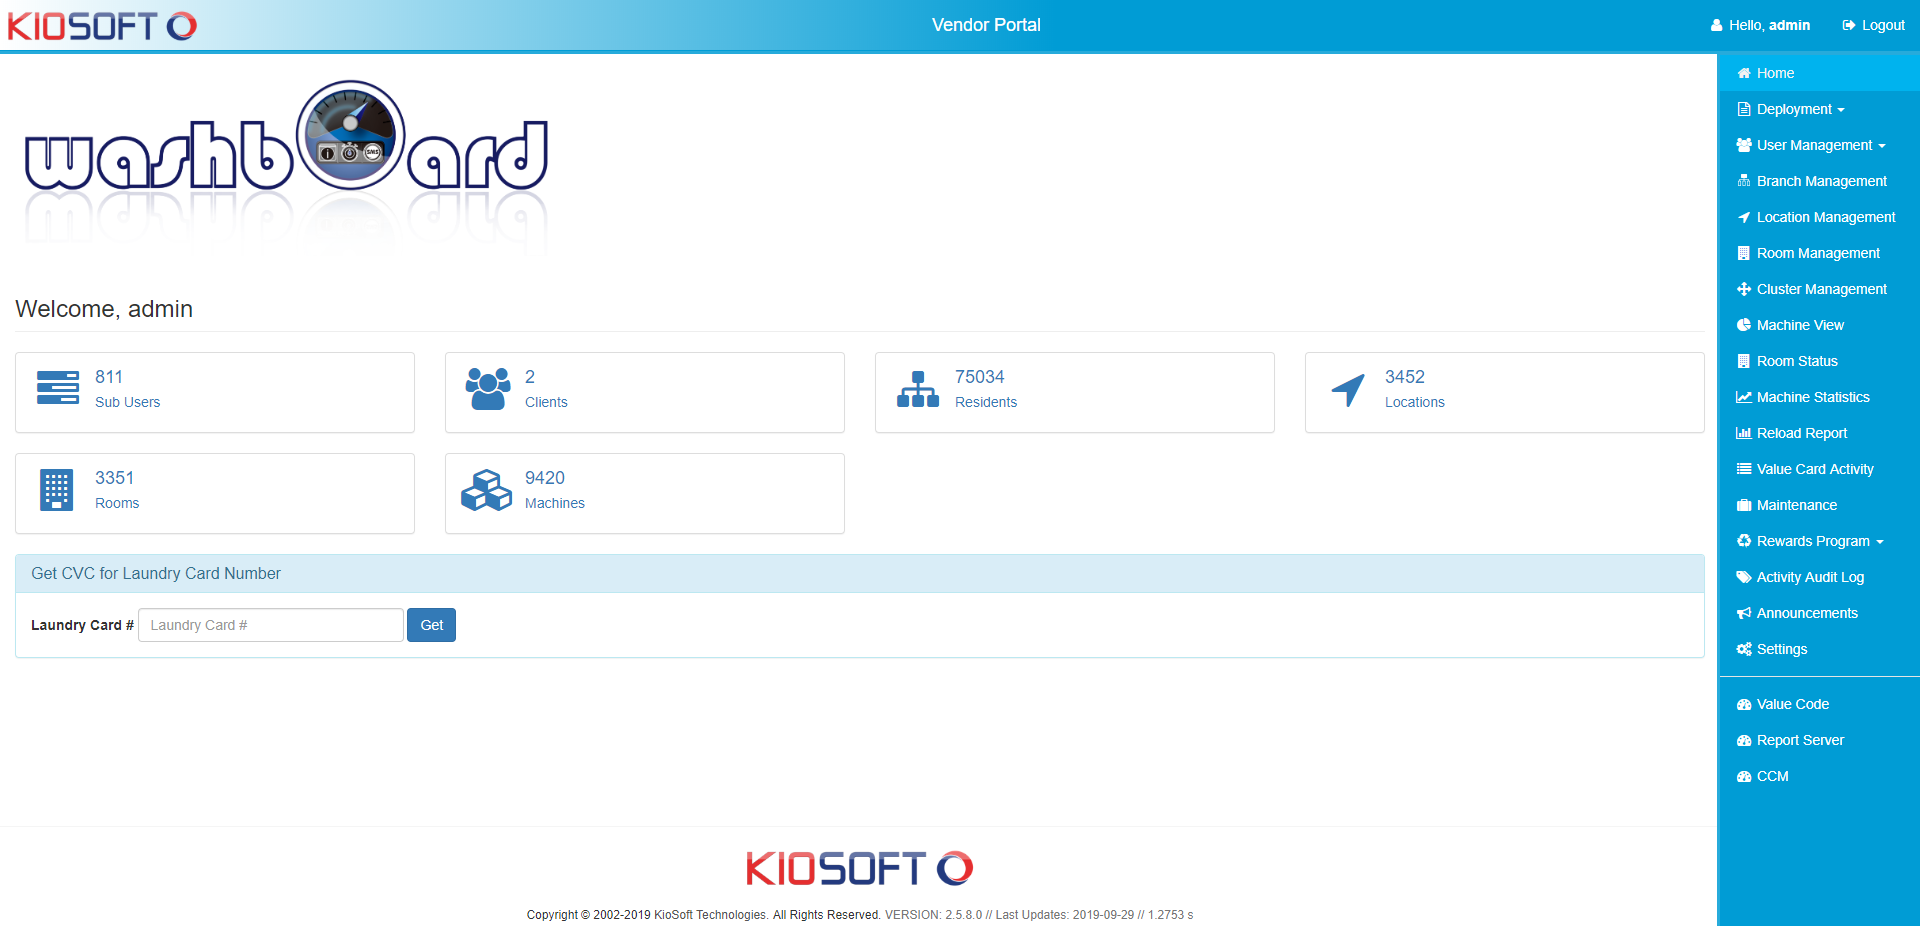 KIOSOFT
Vendor Portal
Hello, admin
Logout
washboard
SMS
Welcome, admin
811
Sub Users
2
Clients
75034
Residents
3452
Locations
3351
Rooms
9420
Machines
Get CVC for Laundry Card Number
Laundry Card # Laundry Card # Get
Home
Deployment
User Management
Branch Management
Location Management
Room Management
Cluster Management
Machine View
Room Status
Machine Statistics
Reload Report
Value Card Activity
Maintenance
Rewards Program
Activity Audit Log
Announcements
Settings
Value Code
Report Server
CCM
KIOSOFT
Copyright © 2002-2019 KioSoft Technologies. All Rights Reserved. VERSION: 2.5.8.0 // Last Updates: 2019-09-29 // 1.2753 s